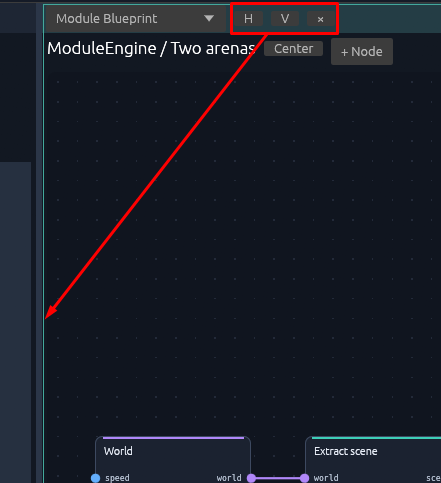 Module Blueprint ▼ H V ×
ModuleEngine / Two arenas Center + Node
World Extract scene
speed world world sce